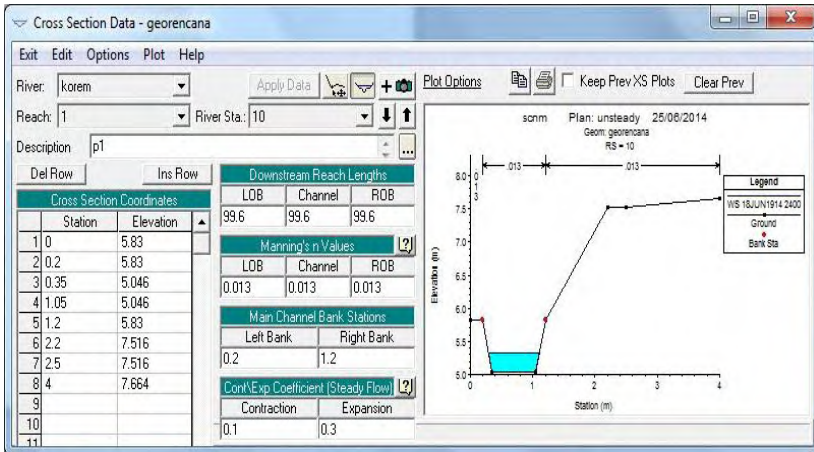 Cross Section Data - georencana
Exit Edit Options Plot Help
River: korem Apply Data Plot Options Keep Prev XS Plots Clear Prev
Reach: 1 River Sta.: 10
Description p1 ...
Del Row Ins Row
Cross Section Coordinates
Station Elevation
1 0 5.83
2 0.2 5.83
3 0.35 5.046
4 1.05 5.046
5 1.2 5.83
6 2.2 7.516
7 2.5 7.516
8 4 7.664
9
10
11
Downstream Reach Lengths
LOB Channel ROB
99.6 99.6 99.6
Manning's n Values ?
LOB Channel ROB
0.013 0.013 0.013
Main Channel Bank Stations
Left Bank Right Bank
0.2 1.2
Cont\Exp Coefficient (Steady Flow) ?
Contraction Expansion
0.1 0.3
scnm Plan: unsteady 25/06/2014
Geom: georencana
RS = 10
.013 .013
0
1
3
8.0
7.5
7.0
6.5
6.0
5.5
5.0
Elevation (m)
0 1 2 3 4
Station (m)
Legend
WS 18JUN1914 2400
Ground
Bank Sta